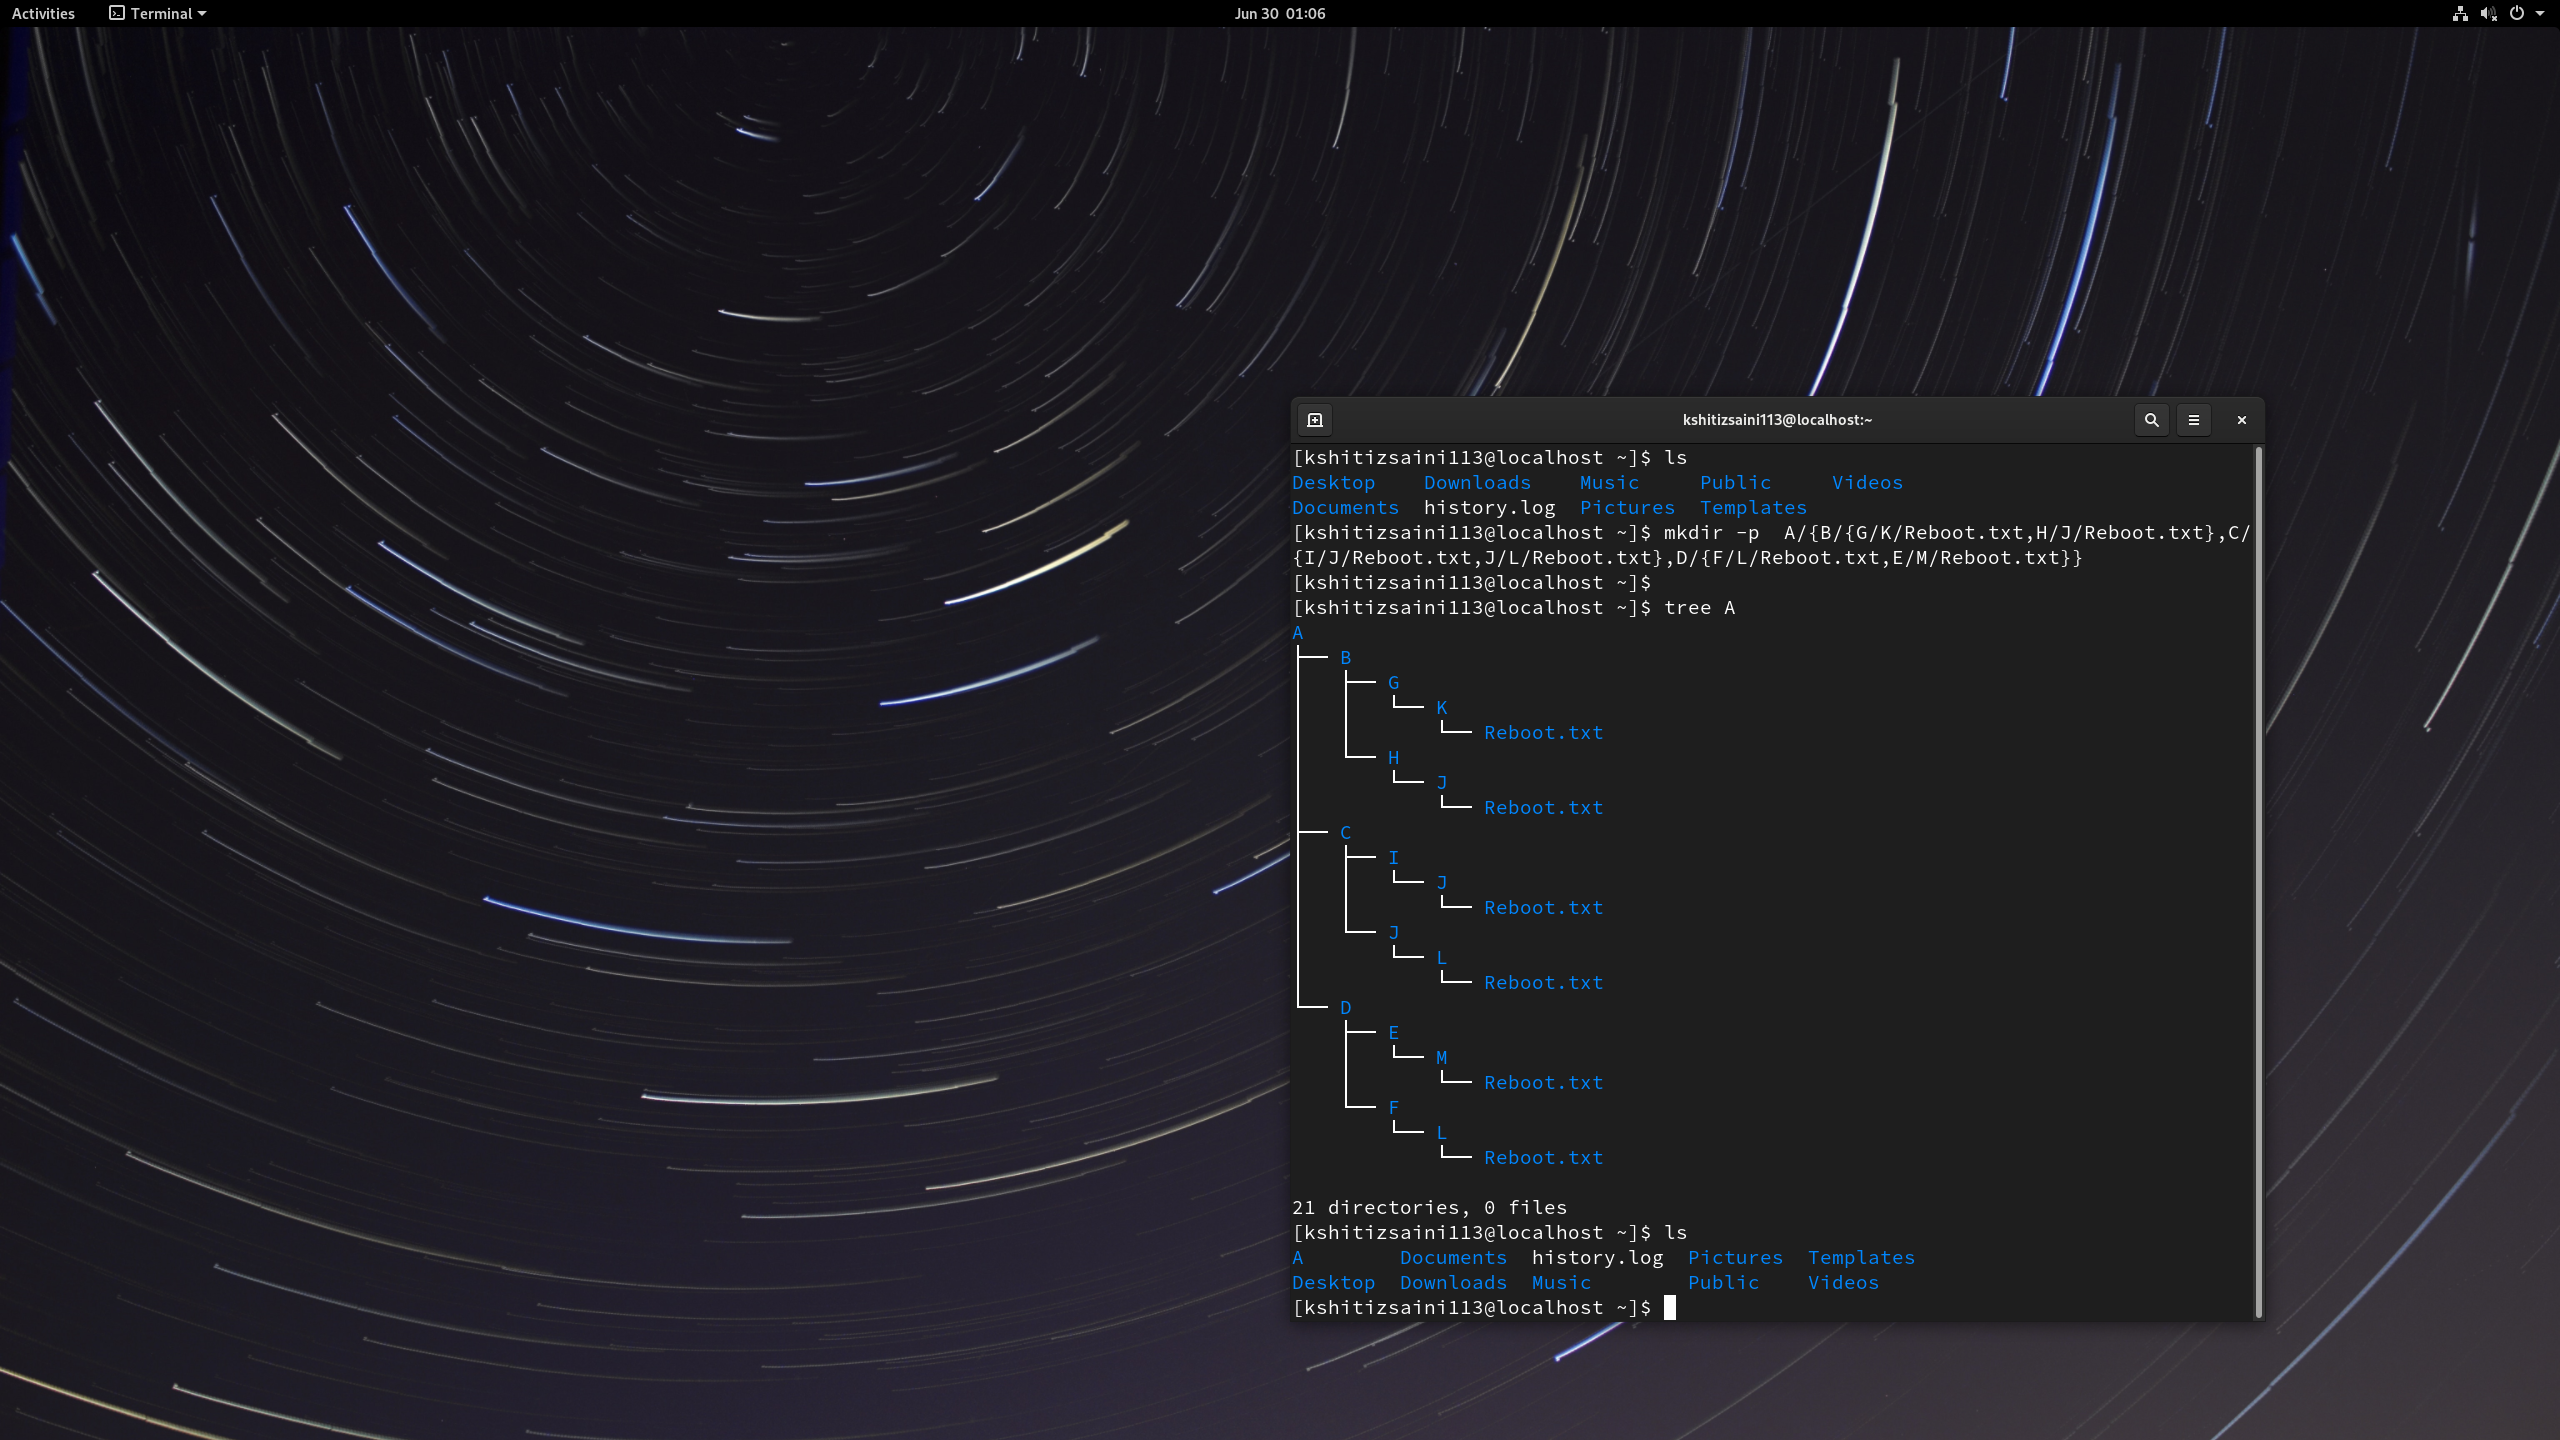 Activities Terminal Jun 30 01:06
kshitizsaini113@localhost:~
[kshitizsaini113@localhost ~]$ ls
Desktop    Downloads    Music     Public     Videos
Documents  history.log  Pictures  Templates
[kshitizsaini113@localhost ~]$ mkdir -p  A/{B/{G/K/Reboot.txt,H/J/Reboot.txt},C/
{I/J/Reboot.txt,J/L/Reboot.txt},D/{F/L/Reboot.txt,E/M/Reboot.txt}}
[kshitizsaini113@localhost ~]$
[kshitizsaini113@localhost ~]$ tree A
A
├── B
│   ├── G
│   │   └── K
│   │       └── Reboot.txt
│   └── H
│       └── J
│           └── Reboot.txt
├── C
│   ├── I
│   │   └── J
│   │       └── Reboot.txt
│   └── J
│       └── L
│           └── Reboot.txt
└── D
    ├── E
    │   └── M
    │       └── Reboot.txt
    └── F
        └── L
            └── Reboot.txt
21 directories, 0 files
[kshitizsaini113@localhost ~]$ ls
A        Documents  history.log  Pictures  Templates
Desktop  Downloads  Music        Public    Videos
[kshitizsaini113@localhost ~]$